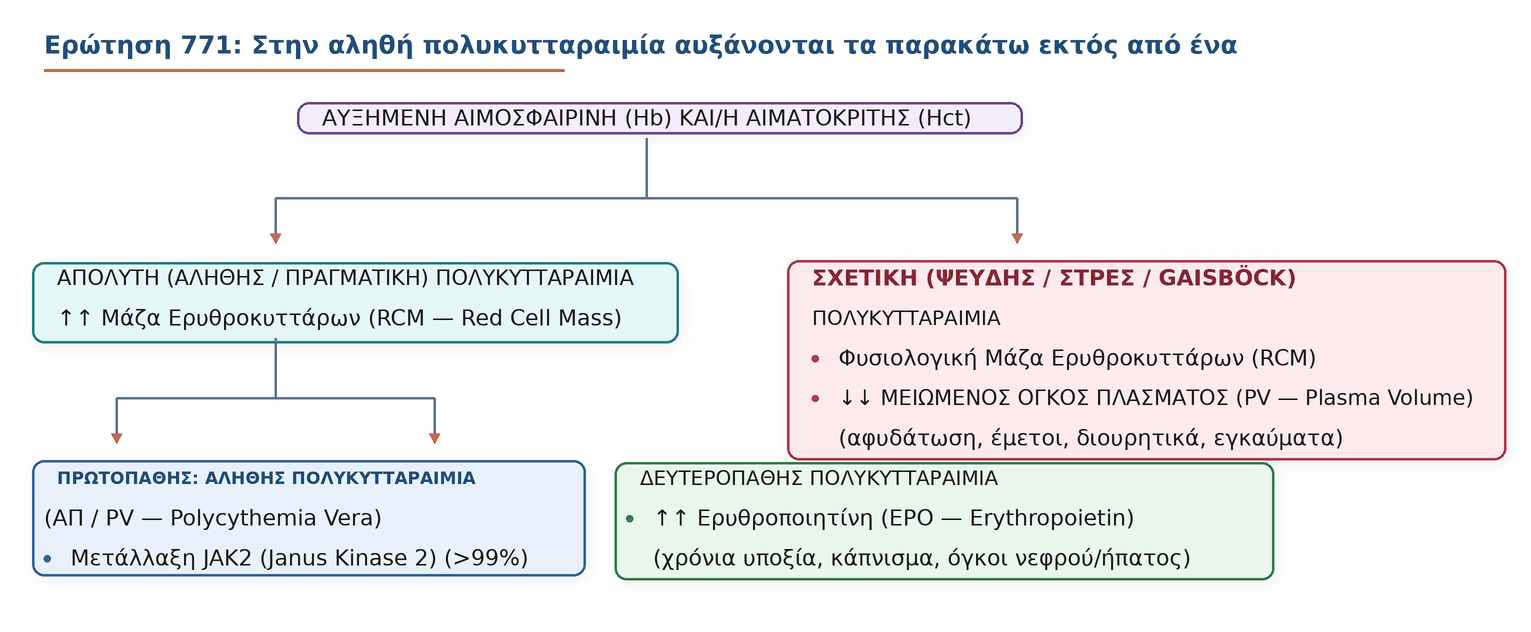 Ερώτηση 771: Στην αληθή πολυκυτταραιμία αυξάνονται τα παρακάτω εκτός από ένα
ΑΥΞΗΜΕΝΗ ΑΙΜΟΣΦΑΙΡΙΝΗ (Hb) ΚΑΙ/Η ΑΙΜΑΤΟΚΡΙΤΗΣ (Hct)
ΑΠΟΛΥΤΗ (ΑΛΗΘΗΣ / ΠΡΑΓΜΑΤΙΚΗ) ΠΟΛΥΚΥΤΤΑΡΑΙΜΙΑ
↑↑ Μάζα Ερυθροκυττάρων (RCM — Red Cell Mass)
ΣΧΕΤΙΚΗ (ΨΕΥΔΗΣ / ΣΤΡΕΣ / GAISBÖCK)
ΠΟΛΥΚΥΤΤΑΡΑΙΜΙΑ
• Φυσιολογική Μάζα Ερυθροκυττάρων (RCM)
• ↓↓ ΜΕΙΩΜΕΝΟΣ ΟΓΚΟΣ ΠΛΑΣΜΑΤΟΣ (PV — Plasma Volume)
(αφυδάτωση, έμετοι, διουρητικά, εγκαύματα)
ΠΡΩΤΟΠΑΘΗΣ: ΑΛΗΘΗΣ ΠΟΛΥΚΥΤΤΑΡΑΙΜΙΑ
(ΑΠ / PV — Polycythemia Vera)
• Μετάλλαξη JAK2 (Janus Kinase 2) (>99%)
ΔΕΥΤΕΡΟΠΑΘΗΣ ΠΟΛΥΚΥΤΤΑΡΑΙΜΙΑ
• ↑↑ Ερυθροποιητίνη (EPO — Erythropoietin)
(χρόνια υποξία, κάπνισμα, όγκοι νεφρού/ήπατος)